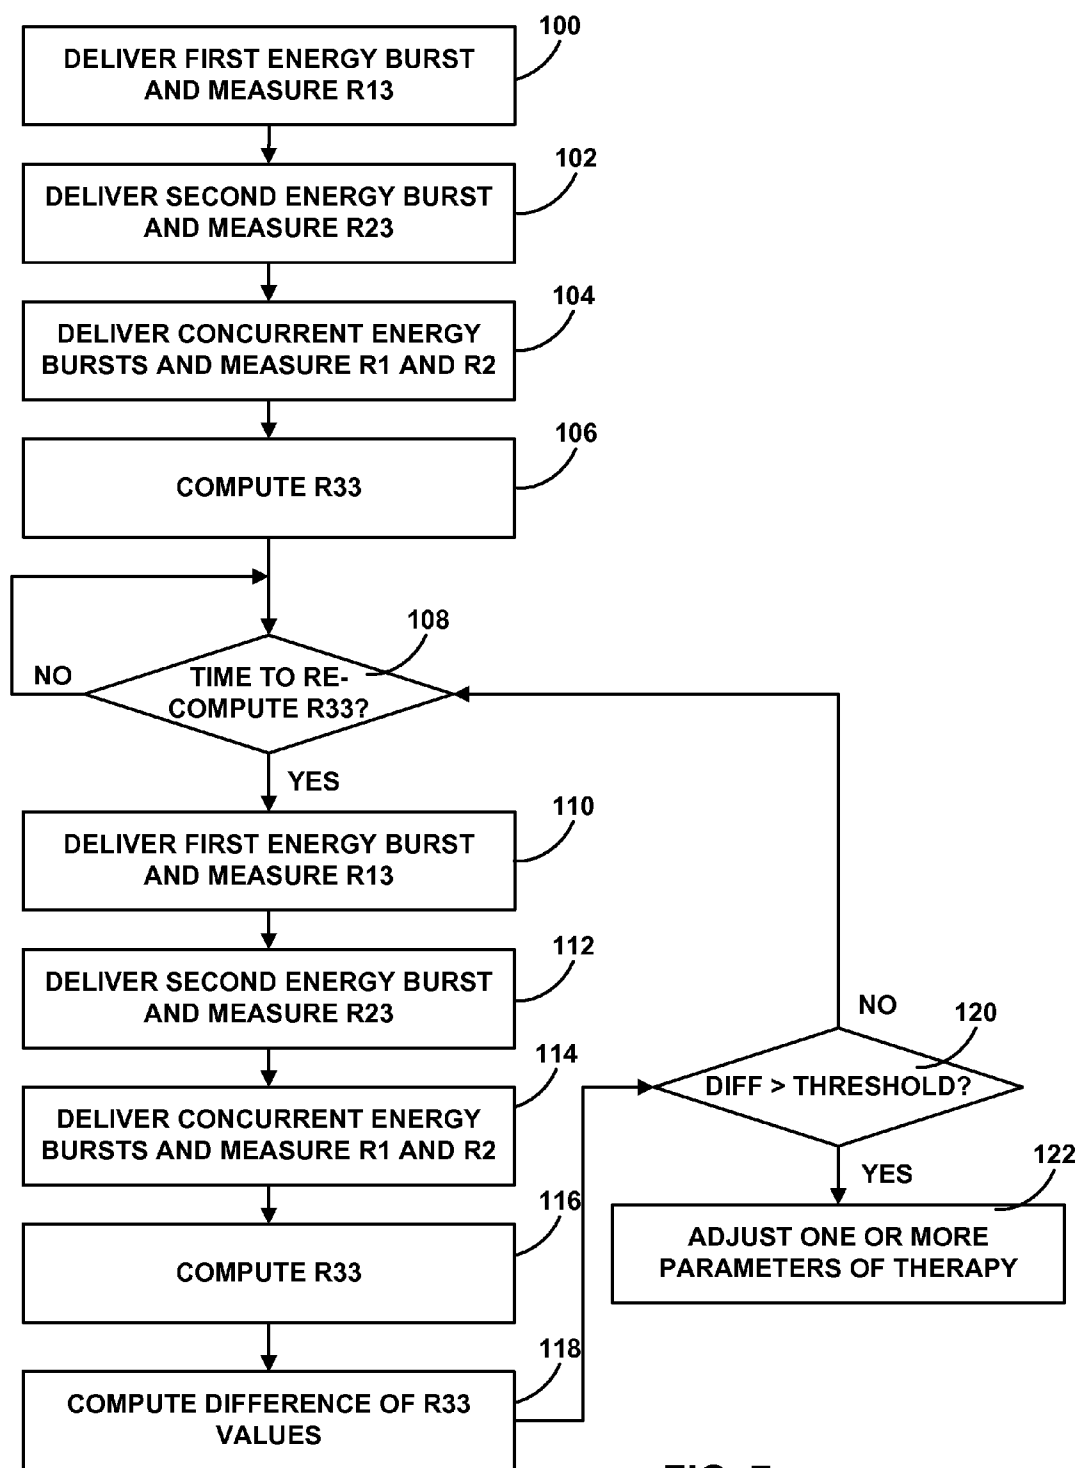 100
DELIVER FIRST ENERGY BURST
AND MEASURE R13
102
DELIVER SECOND ENERGY BURST
AND MEASURE R23
104
DELIVER CONCURRENT ENERGY
BURSTS AND MEASURE R1 AND R2
106
COMPUTE R33
108
NO
TIME TO RE-
COMPUTE R33?
YES
110
DELIVER FIRST ENERGY BURST
AND MEASURE R13
112
DELIVER SECOND ENERGY BURST
AND MEASURE R23
114
DELIVER CONCURRENT ENERGY
BURSTS AND MEASURE R1 AND R2
116
COMPUTE R33
118
COMPUTE DIFFERENCE OF R33
VALUES
NO
120
DIFF > THRESHOLD?
YES
122
ADJUST ONE OR MORE
PARAMETERS OF THERAPY